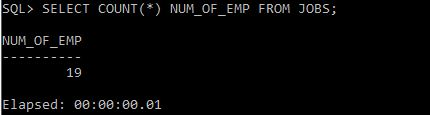 SQL> SELECT COUNT(*) NUM_OF_EMP FROM JOBS;
NUM_OF_EMP
----------
19
Elapsed: 00:00:00.01